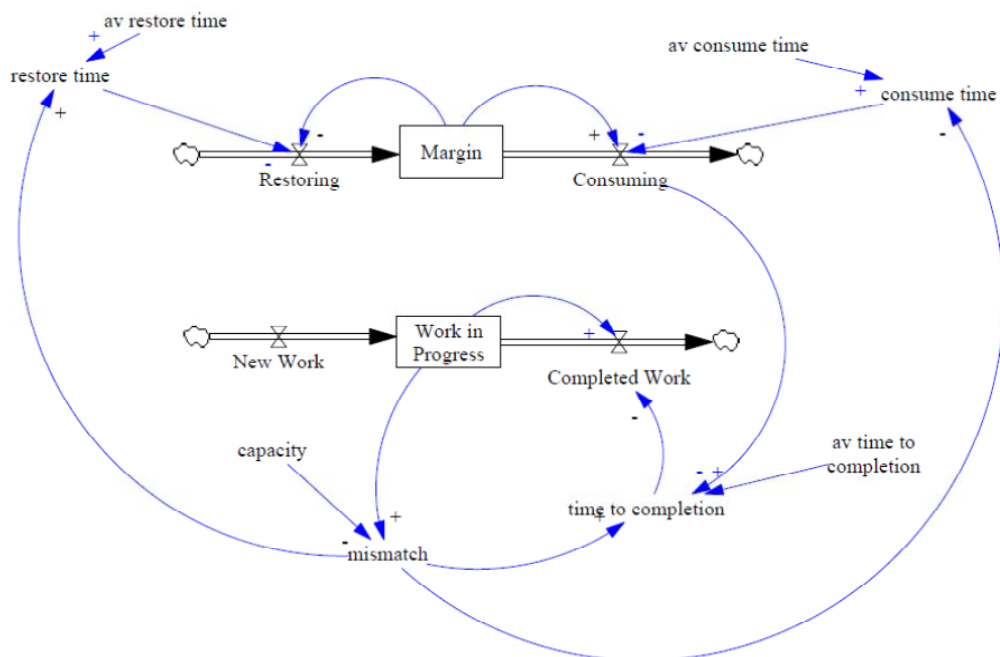 av restore time
+
restore time
+
av consume time
+
consume time
-
-
Margin
+
-
-
Restoring
Consuming
Work in
Progress
+
New Work
Completed Work
-
capacity
av time to
completion
- +
time to completion
+
+
-
mismatch